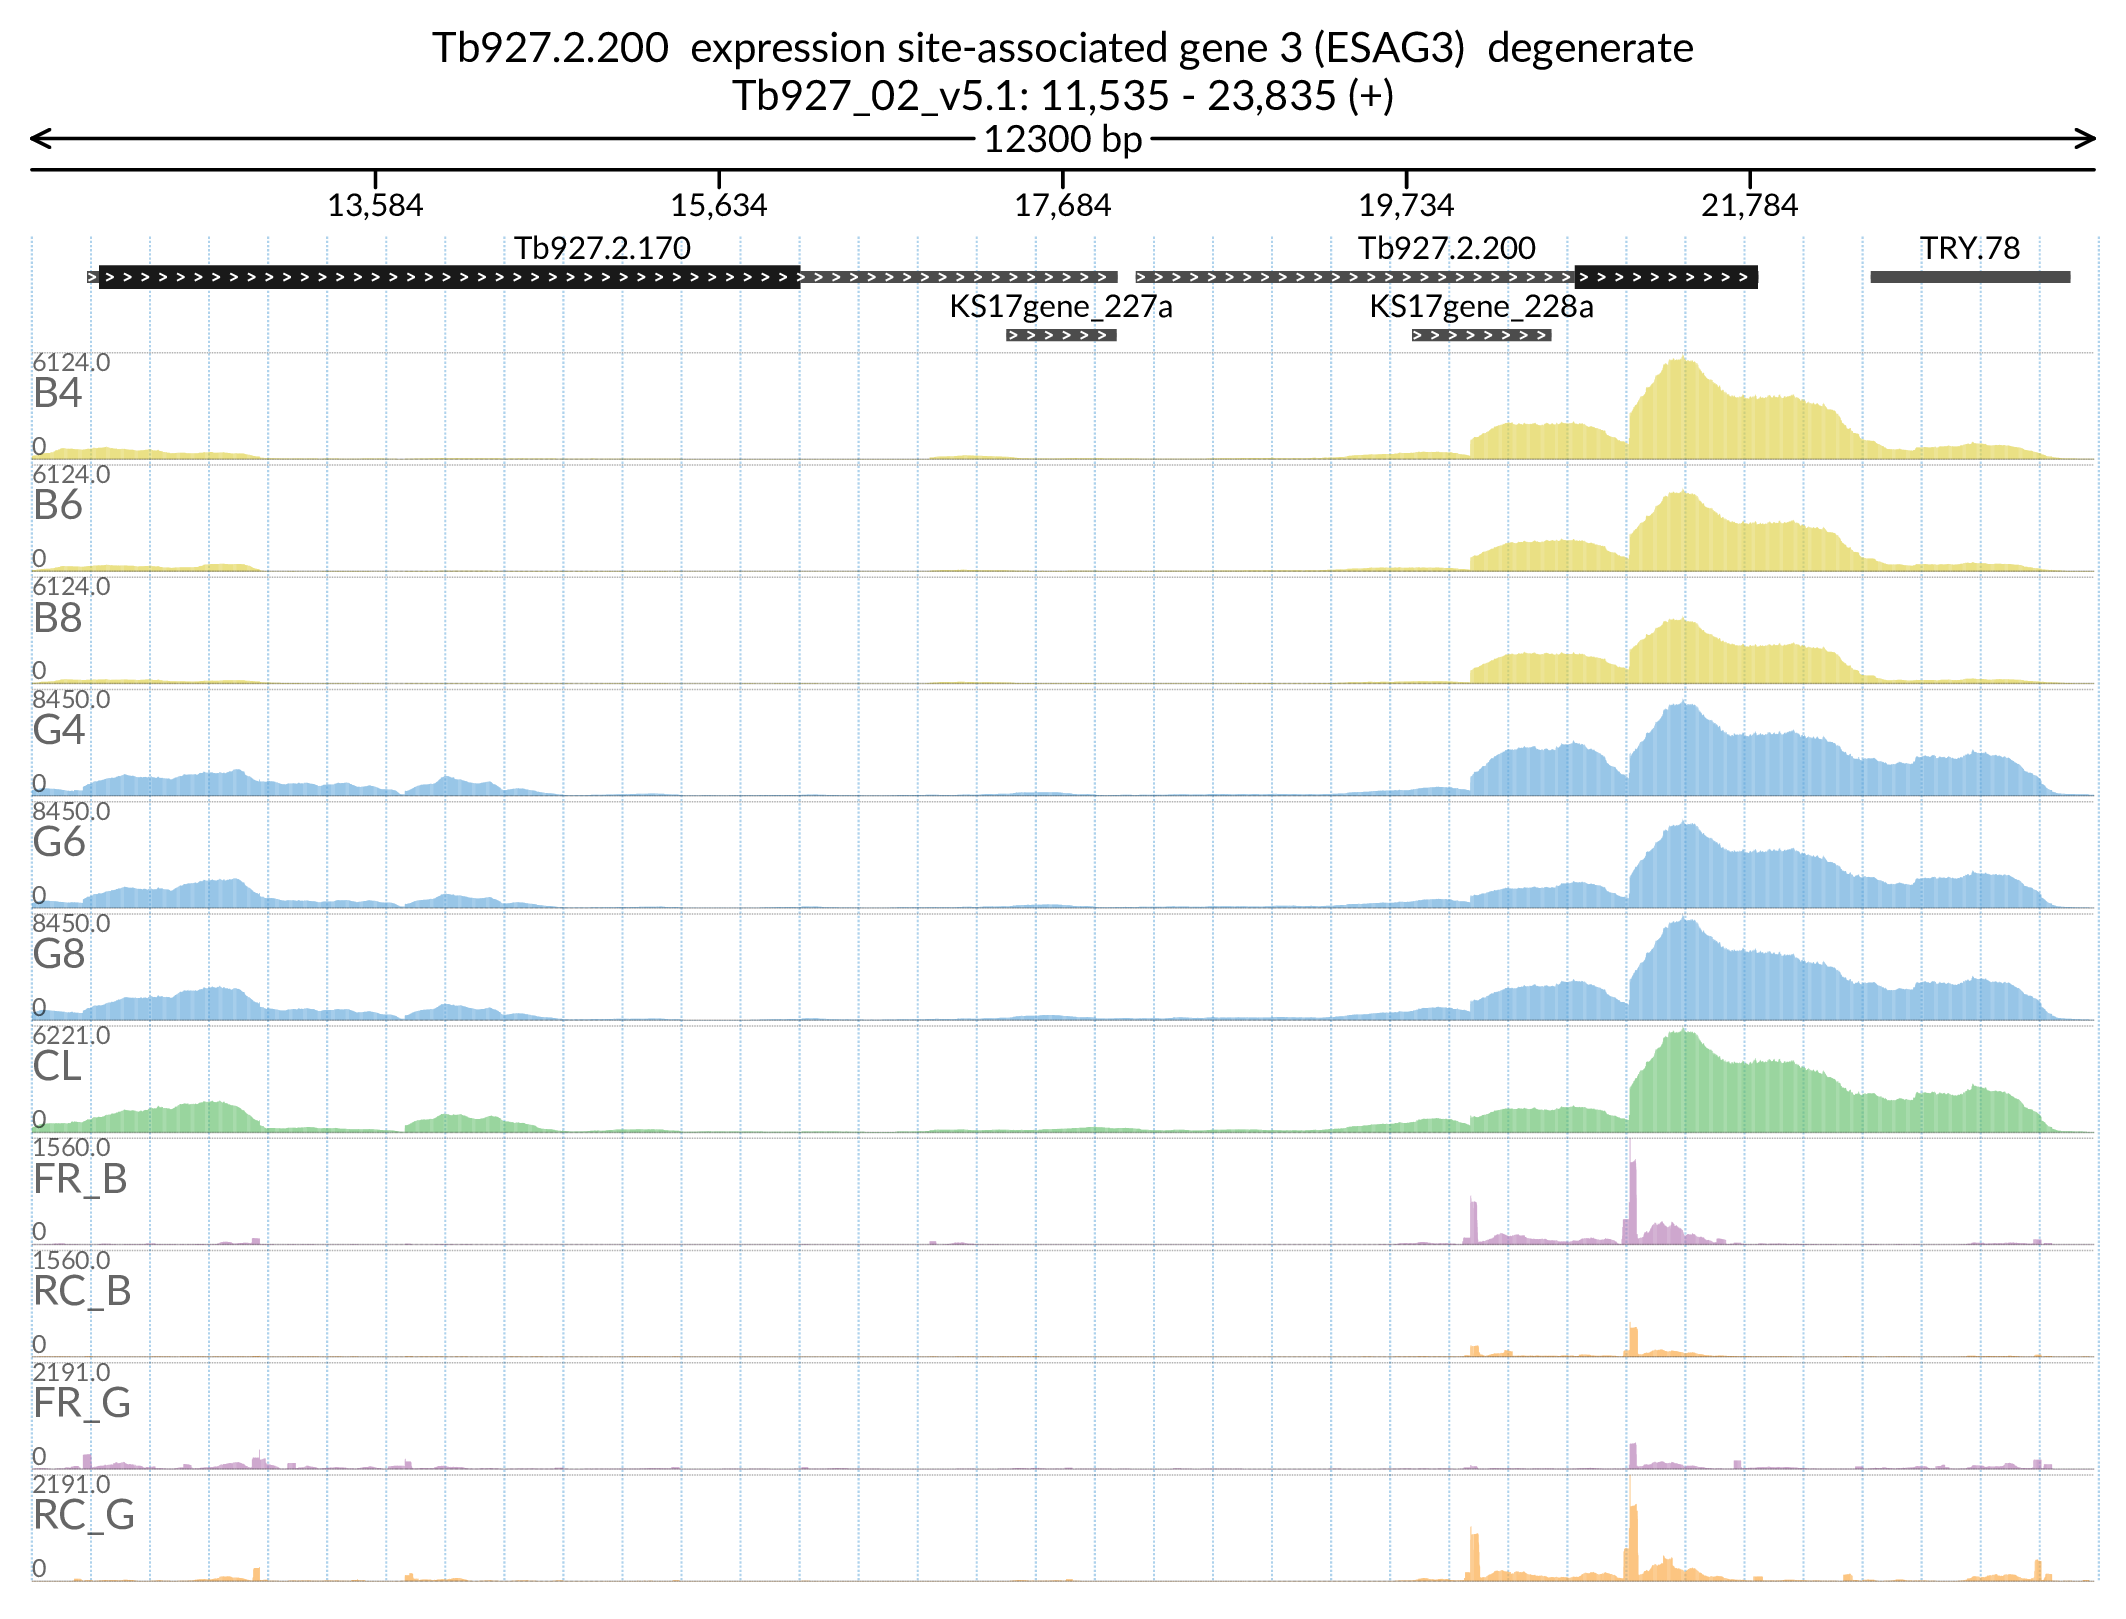 Tb927.2.200  expression site-associated gene 3 (ESAG3)  degenerate
Tb927_02_v5.1: 11,535 - 23,835 (+)
12300 bp
13,584 15,634 17,684 19,734 21,784
Tb927.2.170 Tb927.2.200 TRY.78
KS17gene_227a KS17gene_228a
6124.0
B4
0
6124.0
B6
0
6124.0
B8
0
8450.0
G4
0
8450.0
G6
0
8450.0
G8
0
6221.0
CL
0
1560.0
FR_B
0
1560.0
RC_B
0
2191.0
FR_G
0
2191.0
RC_G
0